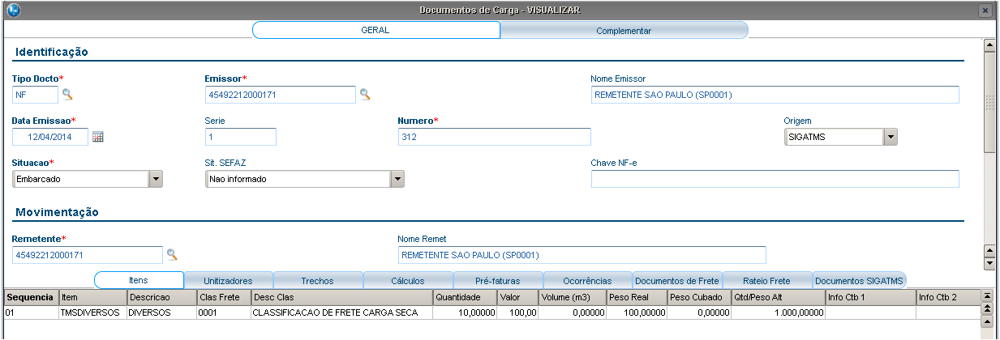 Documentos de Carga - VISUALIZAR
GERAL Complementar
Identificação
Tipo Docto* Emissor* Nome Emissor
NF 45492212000171 REMETENTE SAO PAULO (SP0001)
Data Emissao* Serie Numero* Origem
12/04/2014 1 312 SIGATMS
Situacao* Sit. SEFAZ Chave NF-e
Embarcado Nao informado
Movimentação
Remetente* Nome Remet
45492212000171 REMETENTE SAO PAULO (SP0001)
Itens Unitizadores Trechos Cálculos Pré-faturas Ocorrências Documentos de Frete Rateio Frete Documentos SIGATMS
Sequencia Item Descricao Clas Frete Desc Clas Quantidade Valor Volume (m3) Peso Real Peso Cubado Qtd/Peso Alt Info Ctb 1 Info Ctb 2
01 TMSDIVERSOS DIVERSOS 0001 CLASSIFICACAO DE FRETE CARGA SECA 10,00000 100,00 0,00000 100,00000 0,00000 1.000,00000